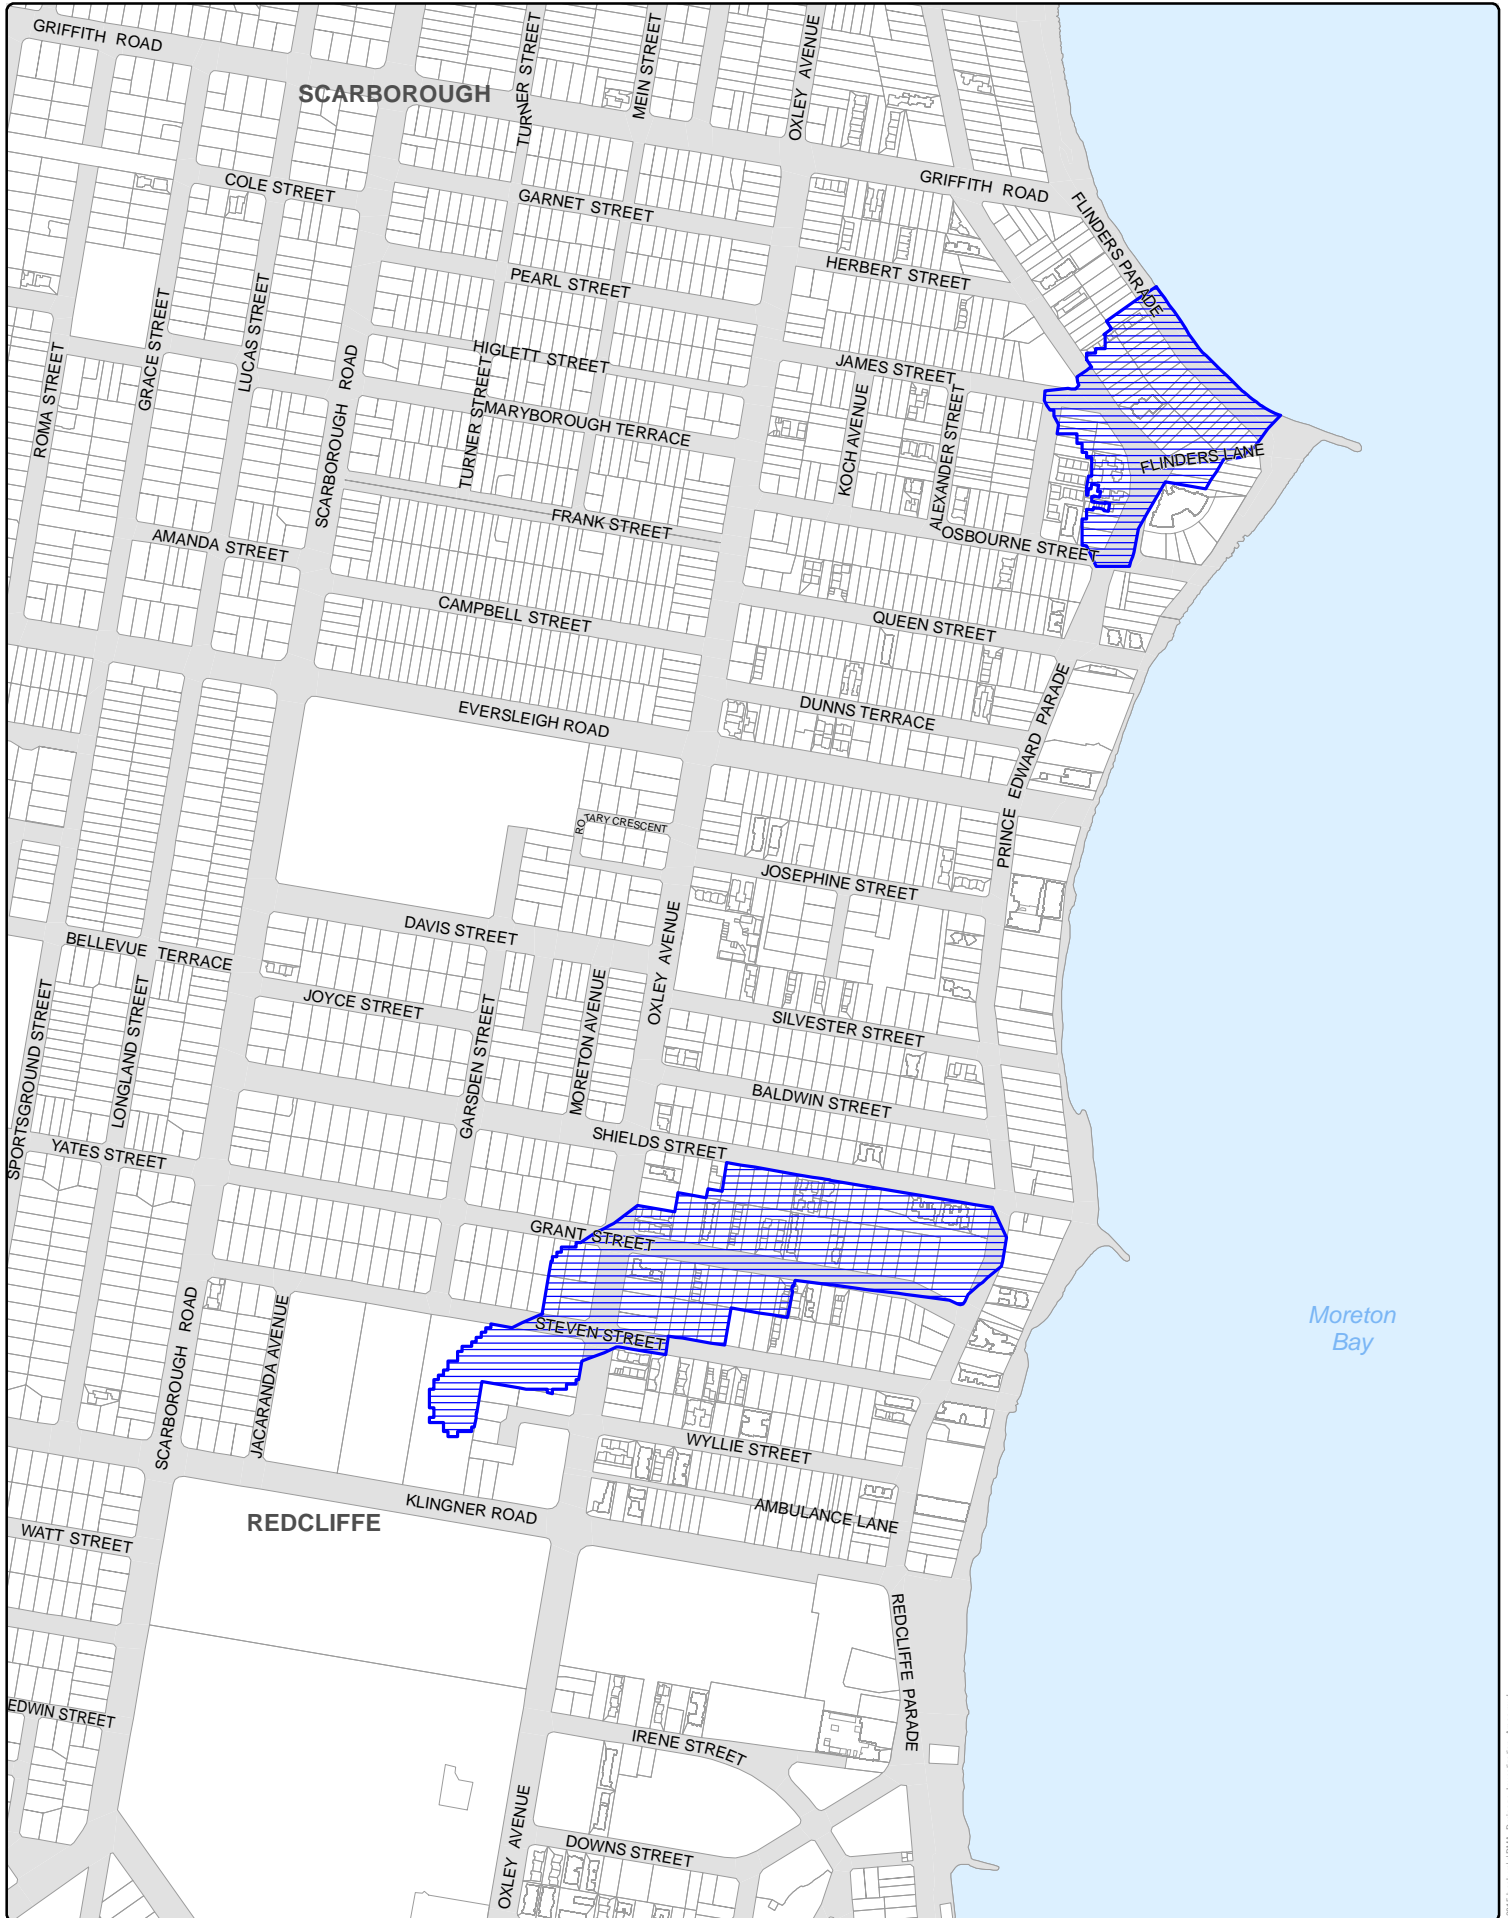 GRIFFITH ROAD
SCARBOROUGH
TURNER STREET
MEIN STREET
OXLEY AVENUE
COLE STREET
GARNET STREET
GRIFFITH ROAD
FLINDERS PARADE
HERBERT STREET
PEARL STREET
ROMA STREET
GRACE STREET
LUCAS STREET
SCARBOROUGH ROAD
HIGLETT STREET
TURNER STREET
MARYBOROUGH TERRACE
JAMES STREET
KOCH AVENUE
ALEXANDER STREET
FLINDERS LANE
FRANK STREET
OSBOURNE STREET
AMANDA STREET
CAMPBELL STREET
QUEEN STREET
EVERSLEIGH ROAD
DUNNS TERRACE
PRINCE EDWARD PARADE
ROTARY CRESCENT
JOSEPHINE STREET
DAVIS STREET
OXLEY AVENUE
BELLEVUE TERRACE
JOYCE STREET
SPORTSGROUND STREET
LONGLAND STREET
GARSDEN STREET
MORETON AVENUE
SILVESTER STREET
BALDWIN STREET
SHIELDS STREET
YATES STREET
GRANT STREET
STEVEN STREET
SCARBOROUGH ROAD
JACARANDA AVENUE
Moreton
Bay
WYLLIE STREET
KLINGNER ROAD
AMBULANCE LANE
REDCLIFFE
WATT STREET
REDCLIFFE PARADE
EDWIN STREET
IRENE STREET
OXLEY AVENUE
DOWNS STREET